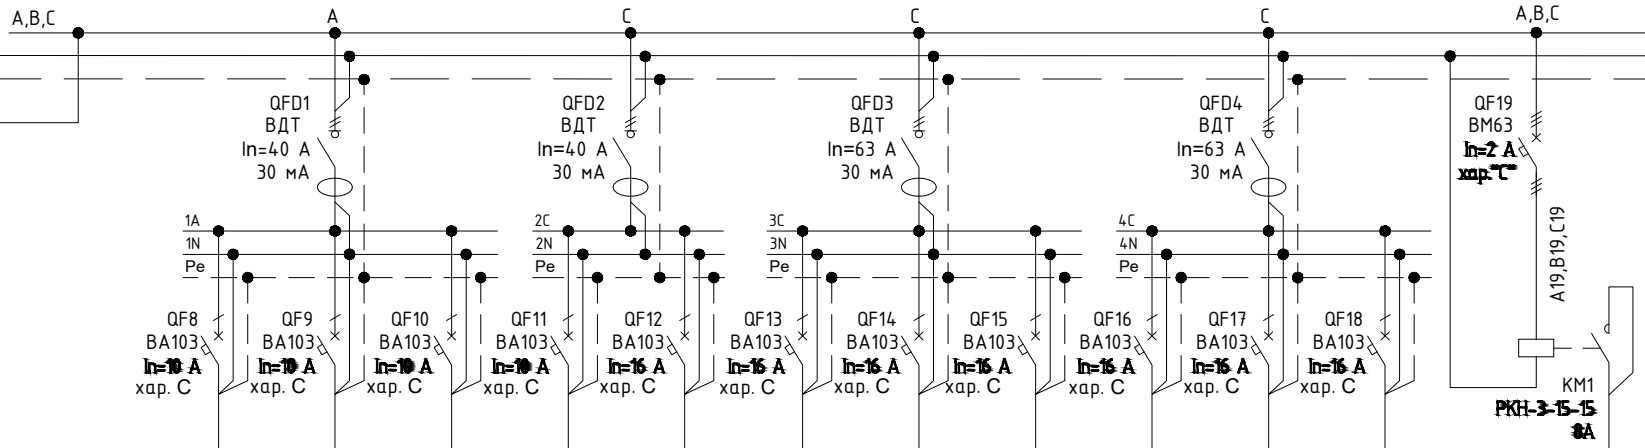 A,B,C
A
C
C
C
A,B,C
QFD1
ВДТ
In=40 А
30 мА
QFD2
ВДТ
In=40 А
30 мА
QFD3
ВДТ
In=63 А
30 мА
QFD4
ВДТ
In=63 А
30 мА
QF19
ВМ63
In=2 А
хар."С"
A19,B19,C19
1A
1N
Pe
2C
2N
Pe
3C
3N
Pe
4C
4N
Pe
QF8
ВА103
In=10 А
хар. С
QF9
ВА103
In=10 А
хар. С
QF10
ВА103
In=10 А
хар. С
QF11
ВА103
In=10 А
хар. С
QF12
ВА103
In=16 А
хар. С
QF13
ВА103
In=16 А
хар. С
QF14
ВА103
In=16 А
хар. С
QF15
ВА103
In=16 А
хар. С
QF16
ВА103
In=16 А
хар. С
QF17
ВА103
In=16 А
хар. С
QF18
ВА103
In=16 А
хар. С
КМ1
РКН-3-15-15
8А